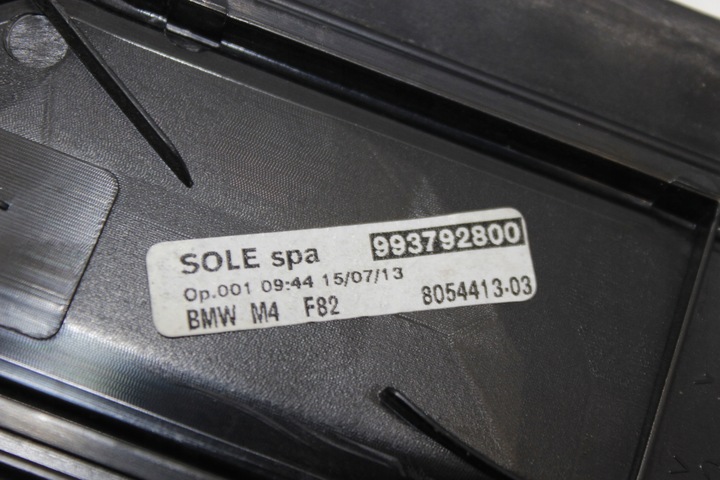 SOLE spa 993792800
Op.001 09:44 15/07/13
BMW M4 F82 8054413-03